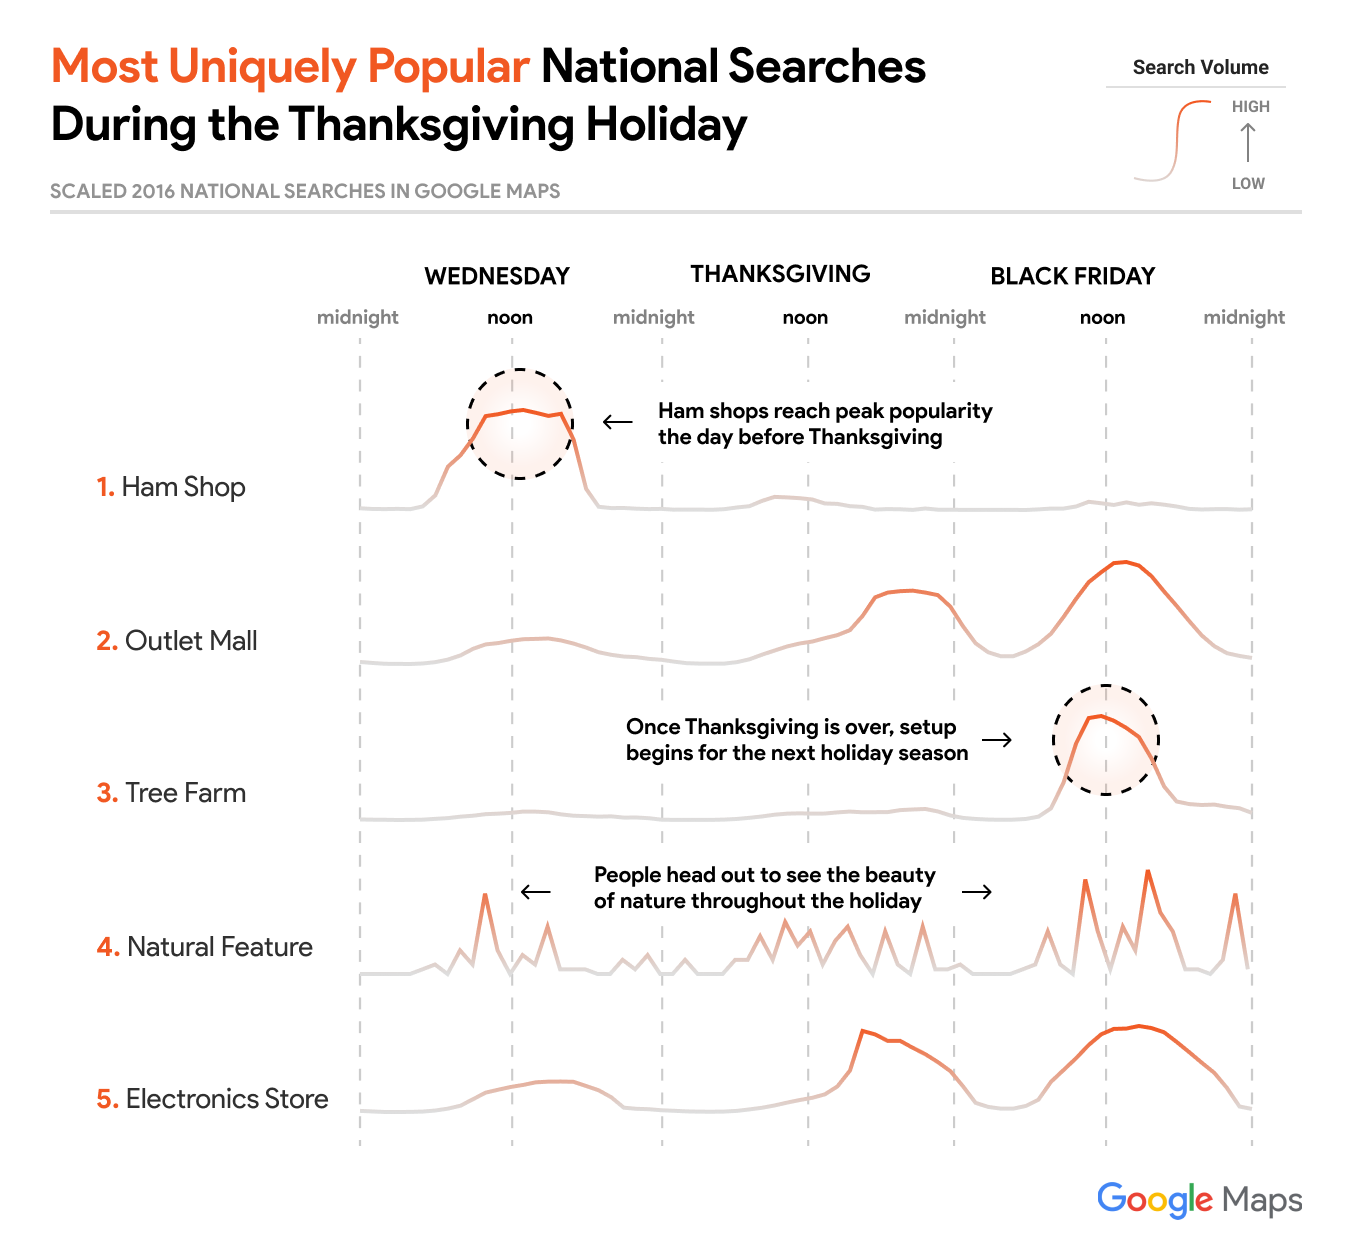 Most Uniquely Popular National Searches
During the Thanksgiving Holiday
SCALED 2016 NATIONAL SEARCHES IN GOOGLE MAPS
Search Volume
HIGH
LOW
WEDNESDAY THANKSGIVING BLACK FRIDAY
midnight noon midnight noon midnight noon midnight
Ham shops reach peak popularity
the day before Thanksgiving
1. Ham Shop
2. Outlet Mall
Once Thanksgiving is over, setup
begins for the next holiday season
3. Tree Farm
People head out to see the beauty
of nature throughout the holiday
4. Natural Feature
5. Electronics Store
Google Maps